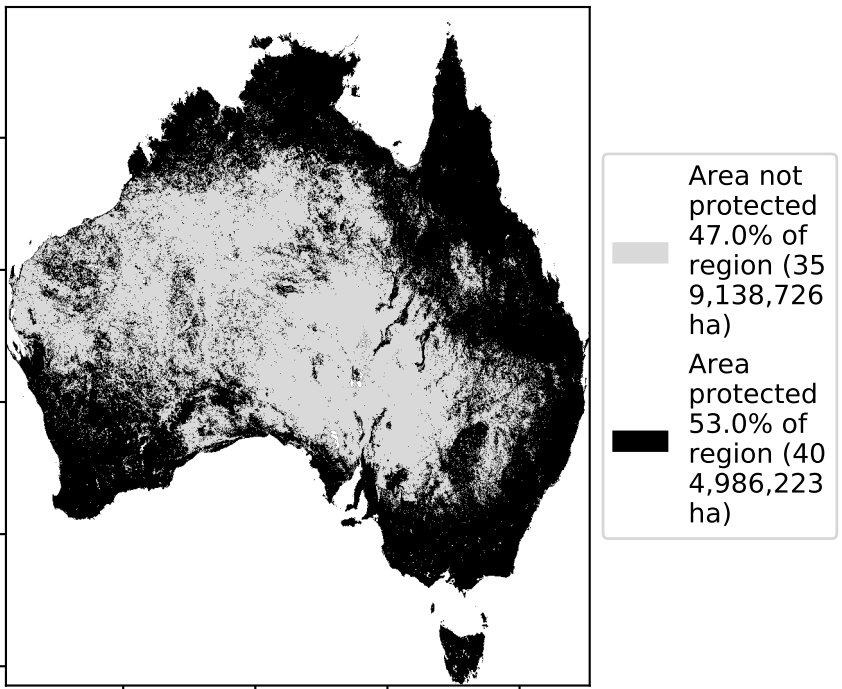 Area not
protected
47.0% of
region (35
9,138,726
ha)
Area
protected
53.0% of
region (40
4,986,223
ha)